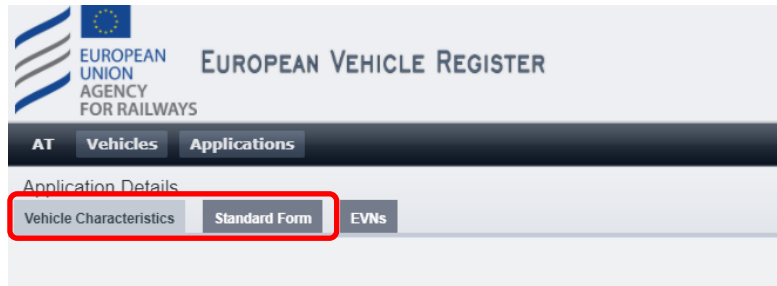 EUROPEAN
UNION
AGENCY
FOR RAILWAYS
EUROPEAN VEHICLE REGISTER
AT Vehicles Applications
Application Details
Vehicle Characteristics Standard Form EVNs